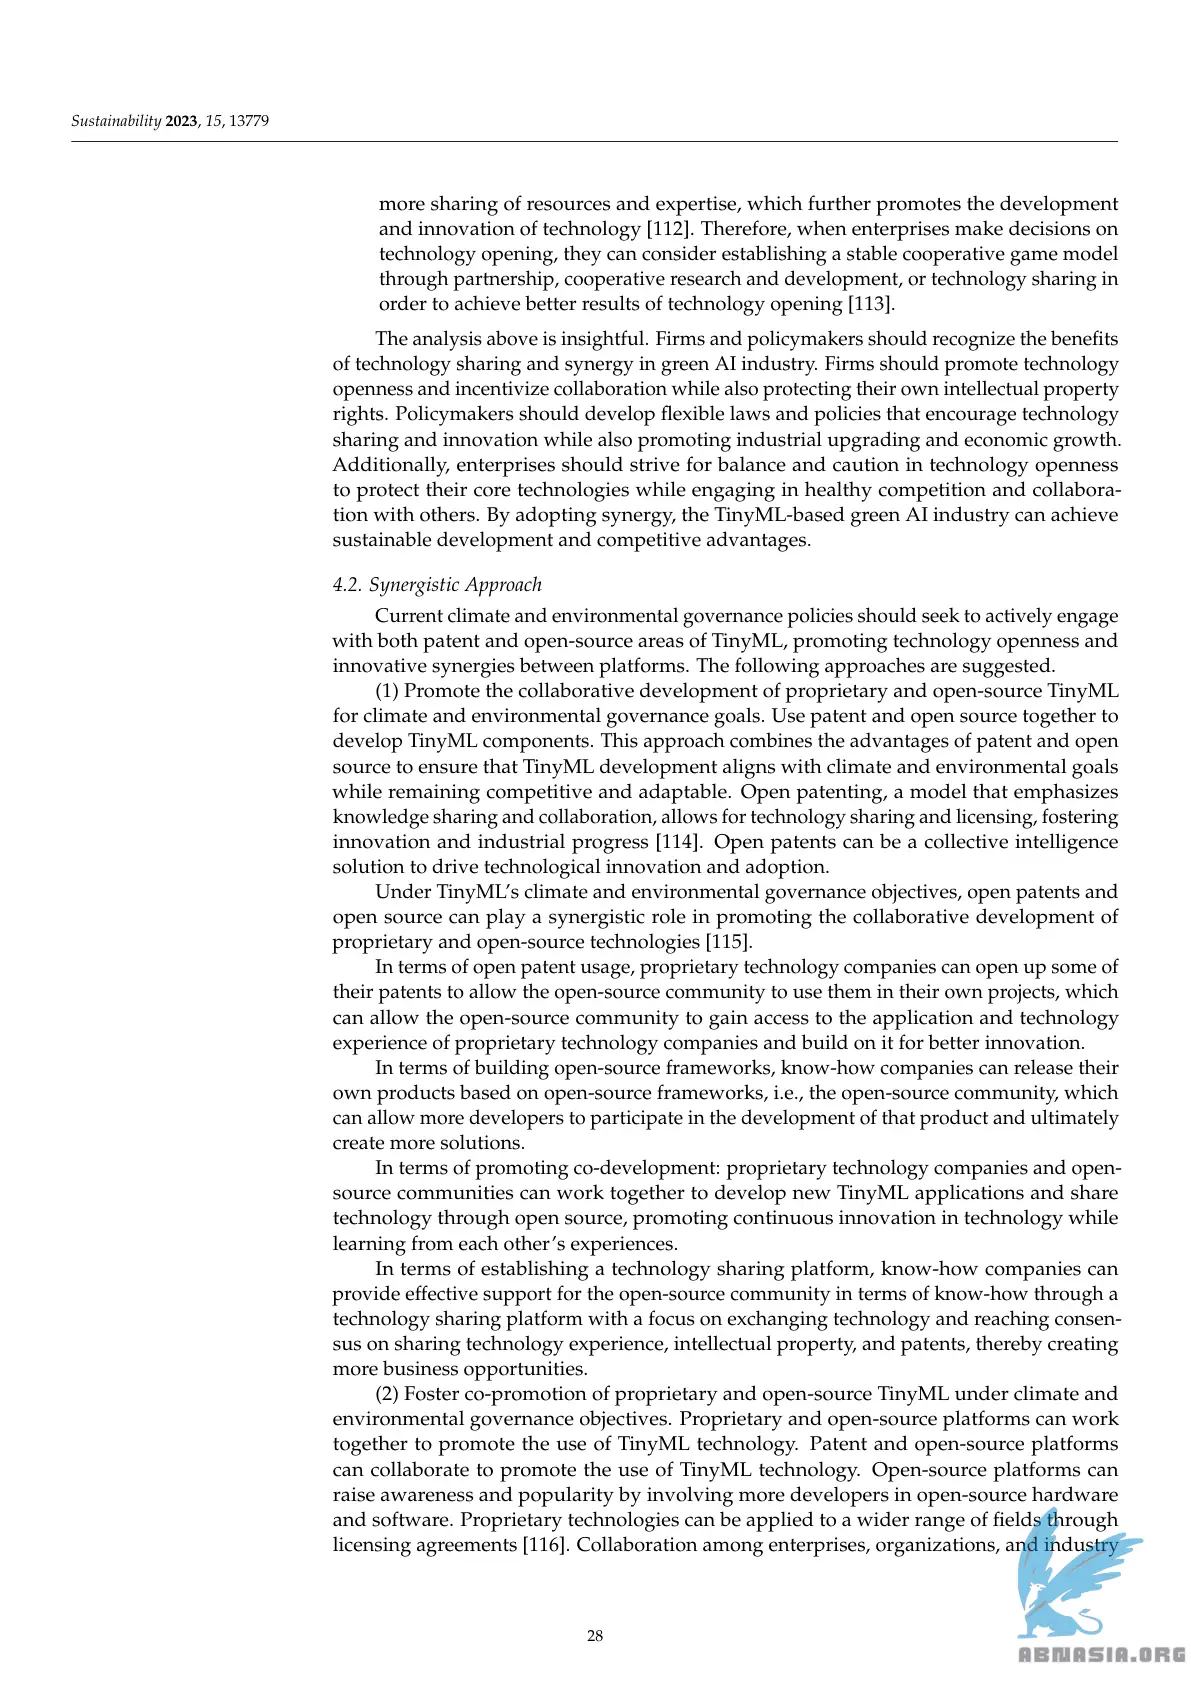 Sustainability 2023, 15, 13779
more sharing of resources and expertise, which further promotes the development
and innovation of technology [112]. Therefore, when enterprises make decisions on
technology opening, they can consider establishing a stable cooperative game model
through partnership, cooperative research and development, or technology sharing in
order to achieve better results of technology opening [113].
The analysis above is insightful. Firms and policymakers should recognize the benefits
of technology sharing and synergy in green AI industry. Firms should promote technology
openness and incentivize collaboration while also protecting their own intellectual property
rights. Policymakers should develop flexible laws and policies that encourage technology
sharing and innovation while also promoting industrial upgrading and economic growth.
Additionally, enterprises should strive for balance and caution in technology openness
to protect their core technologies while engaging in healthy competition and collabora-
tion with others. By adopting synergy, the TinyML-based green AI industry can achieve
sustainable development and competitive advantages.
4.2. Synergistic Approach
Current climate and environmental governance policies should seek to actively engage
with both patent and open-source areas of TinyML, promoting technology openness and
innovative synergies between platforms. The following approaches are suggested.
(1) Promote the collaborative development of proprietary and open-source TinyML
for climate and environmental governance goals. Use patent and open source together to
develop TinyML components. This approach combines the advantages of patent and open
source to ensure that TinyML development aligns with climate and environmental goals
while remaining competitive and adaptable. Open patenting, a model that emphasizes
knowledge sharing and collaboration, allows for technology sharing and licensing, fostering
innovation and industrial progress [114]. Open patents can be a collective intelligence
solution to drive technological innovation and adoption.
Under TinyML's climate and environmental governance objectives, open patents and
open source can play a synergistic role in promoting the collaborative development of
proprietary and open-source technologies [115].
In terms of open patent usage, proprietary technology companies can open up some of
their patents to allow the open-source community to use them in their own projects, which
can allow the open-source community to gain access to the application and technology
experience of proprietary technology companies and build on it for better innovation.
In terms of building open-source frameworks, know-how companies can release their
own products based on open-source frameworks, i.e., the open-source community, which
can allow more developers to participate in the development of that product and ultimately
create more solutions.
In terms of promoting co-development: proprietary technology companies and open-
source communities can work together to develop new TinyML applications and share
technology through open source, promoting continuous innovation in technology while
learning from each other's experiences.
In terms of establishing a technology sharing platform, know-how companies can
provide effective support for the open-source community in terms of know-how through a
technology sharing platform with a focus on exchanging technology and reaching consen-
sus on sharing technology experience, intellectual property, and patents, thereby creating
more business opportunities.
(2) Foster co-promotion of proprietary and open-source TinyML under climate and
environmental governance objectives. Proprietary and open-source platforms can work
together to promote the use of TinyML technology. Patent and open-source platforms
can collaborate to promote the use of TinyML technology. Open-source platforms can
raise awareness and popularity by involving more developers in open-source hardware
and software. Proprietary technologies can be applied to a wider range of fields through
licensing agreements [116]. Collaboration among enterprises, organizations, and industry
28
ABNASIA.ORG